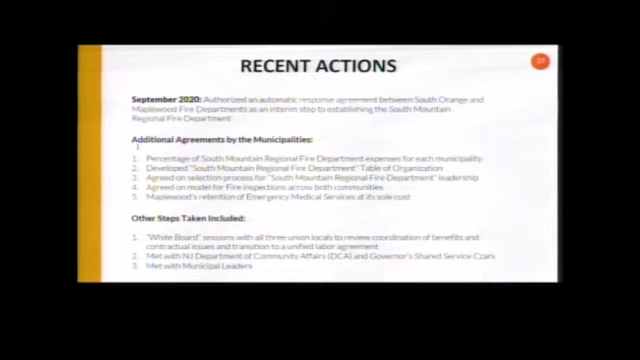 RECENT ACTIONS
September 2020: Authorized an automatic response agreement between South Orange and
Maplewood Fire Departments as an interim step to establishing the South Mountain
Regional Fire Department
Additional Agreements by the Municipalities:
1. Percentage of South Mountain Regional Fire Department expenses for each municipality
2. Developed "South Mountain Regional Fire Department" Table of Organization
3. Agreed on selection process for "South Mountain Regional Fire Department" leadership
4. Agreed on model for Fire inspections across both communities
5. Maplewood's retention of Emergency Medical Services at its sole cost
Other Steps Taken Included:
1. "White Board" sessions with all three union locals to review coordination of benefits and
contractual issues and transition to a unified labor agreement
2. Met with NJ Department of Community Affairs (DCA) and Governor's Shared Service Czars
3. Met with Municipal Leaders